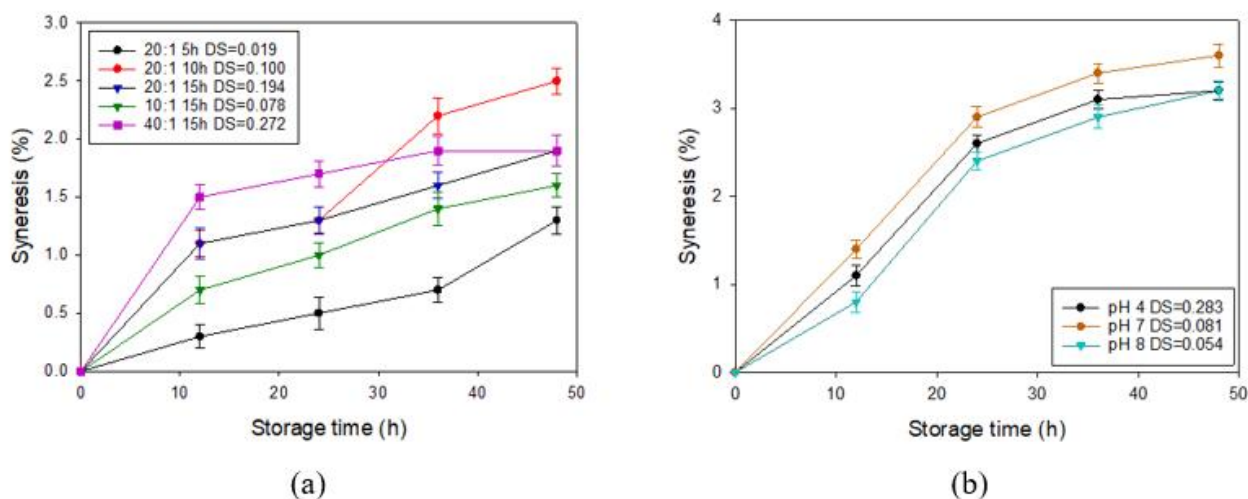 3.0
2.5
2.0
1.5
1.0
0.5
0.0
Syneresis (%)
20:1 5h DS=0.019
20:1 10h DS=0.100
20:1 15h DS=0.194
10:1 15h DS=0.078
40:1 15h DS=0.272
0 10 20 30 40 50
Storage time (h)
(a)
4
3
2
1
0
Syneresis (%)
pH 4 DS=0.283
pH 7 DS=0.081
pH 8 DS=0.054
0 10 20 30 40 50
Storage time (h)
(b)